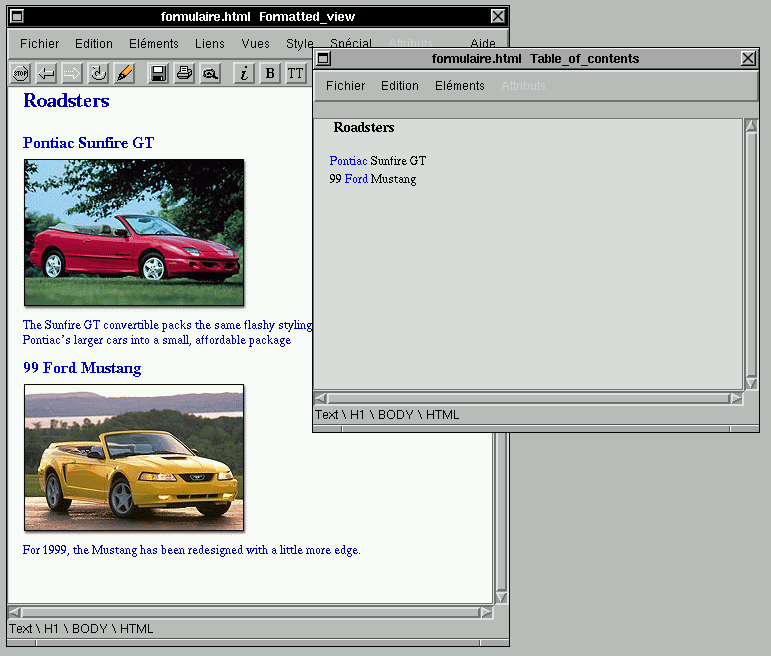 formulaire.html Formatted_view
Fichier Edition Eléments Liens Vues Style Spécial Attributs Aide
STOP i B TT
Roadsters
Pontiac Sunfire GT
The Sunfire GT convertible packs the same flashy styling
Pontiac's larger cars into a small, affordable package
99 Ford Mustang
For 1999, the Mustang has been redesigned with a little more edge.
Text \ H1 \ BODY \ HTML
formulaire.html Table_of_contents
Fichier Edition Eléments Attributs
Roadsters
Pontiac Sunfire GT
99 Ford Mustang
Text \ H1 \ BODY \ HTML